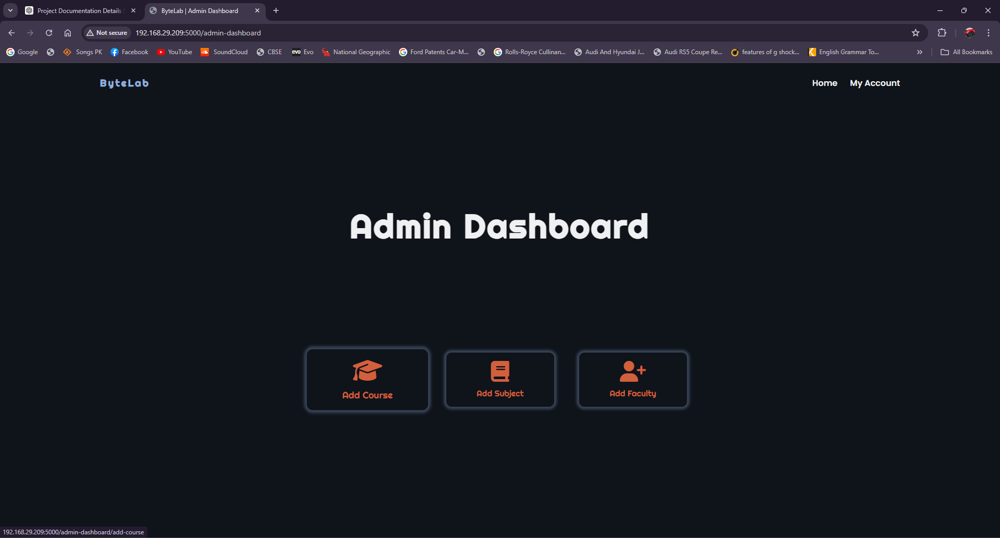 Project Documentation Details
ByteLab | Admin Dashboard
Not secure
192.168.29.209:5000/admin-dashboard
Google
Songs PK
Facebook
YouTube
SoundCloud
CBSE
evo Evo
National Geographic
Ford Patents Car-M...
Rolls-Royce Cullinan...
Audi And Hyundai J...
Audi RS5 Coupe Re...
features of g shock...
English Grammar To...
All Bookmarks
ByteLab
Home
My Account
Admin Dashboard
Add Course
Add Subject
Add Faculty
192.168.29.209:5000/admin-dashboard/add-course